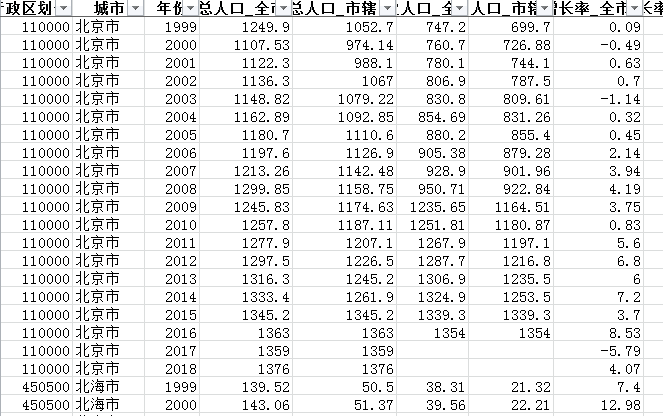 政区划 城市 年份 总人口_全市 总人口_市辖 人口_全 人口_市辖 增长率_全市 长率
110000 北京市 1999 1249.9 1052.7 747.2 699.7 0.09
110000 北京市 2000 1107.53 974.14 760.7 726.88 -0.49
110000 北京市 2001 1122.3 988.1 780.1 744.1 0.63
110000 北京市 2002 1136.3 1067 806.9 787.5 0.7
110000 北京市 2003 1148.82 1079.22 830.8 809.61 -1.14
110000 北京市 2004 1162.89 1092.85 854.69 831.26 0.32
110000 北京市 2005 1180.7 1110.6 880.2 855.4 0.45
110000 北京市 2006 1197.6 1126.9 905.38 879.28 2.14
110000 北京市 2007 1213.26 1142.48 928.9 901.96 3.94
110000 北京市 2008 1299.85 1158.75 950.71 922.84 4.19
110000 北京市 2009 1245.83 1174.63 1235.65 1164.51 3.75
110000 北京市 2010 1257.8 1187.11 1251.81 1180.87 0.83
110000 北京市 2011 1277.9 1207.1 1267.9 1197.1 5.6
110000 北京市 2012 1297.5 1226.5 1287.7 1216.8 6.8
110000 北京市 2013 1316.3 1245.2 1306.9 1235.5 6
110000 北京市 2014 1333.4 1261.9 1324.9 1253.5 7.2
110000 北京市 2015 1345.2 1345.2 1339.3 1339.3 3.7
110000 北京市 2016 1363 1363 1354 1354 8.53
110000 北京市 2017 1359 1359 -5.79
110000 北京市 2018 1376 1376 4.07
450500 北海市 1999 139.52 50.5 38.31 21.32 7.4
450500 北海市 2000 143.06 51.37 39.56 22.21 12.98